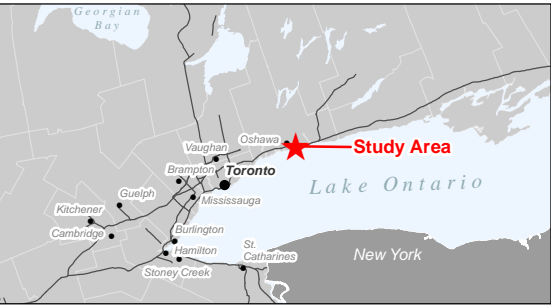 Georgian
Bay
Oshawa
Study Area
Vaughan
Brampton
Toronto
Lake Ontario
Guelph
Mississauga
Kitchener
Cambridge
Burlington
Hamilton
St.
Catharines
New York
Stoney Creek